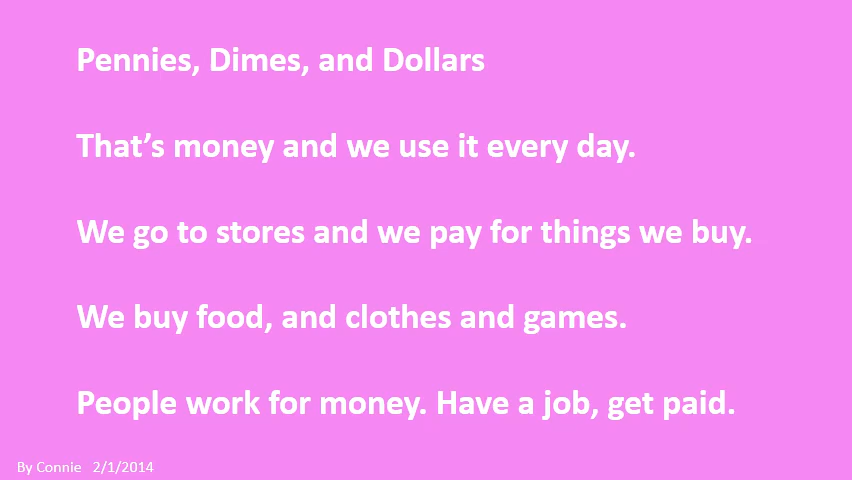 Pennies, Dimes, and Dollars
That’s money and we use it every day.
We go to stores and we pay for things we buy.
We buy food, and clothes and games.
People work for money. Have a job, get paid.
By Connie 2/1/2014